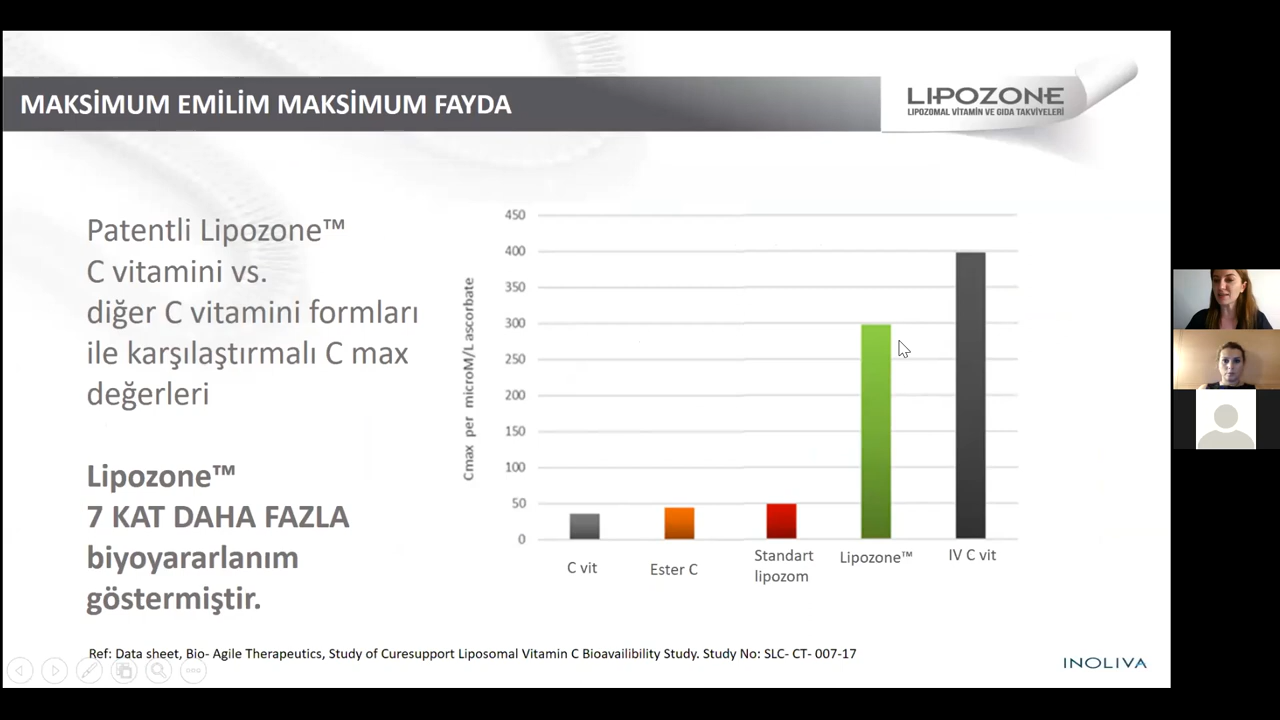 MAKSİMUM EMİLİM MAKSİMUM FAYDA
LIPOZONE
LIPOZOMAL VİTAMİN VE GIDA TAKVİYELERİ
Patentli Lipozone™
C vitamini vs.
diğer C vitamini formları
ile karşılaştırmalı C max
değerleri
Lipozone™
7 KAT DAHA FAZLA
biyoyararlanım
göstermiştir.
Cmax per microM/L ascorbate
450
400
350
300
250
200
150
100
50
0
C vit
Ester C
Standart
lipozom
Lipozone™
IV C vit
Ref: Data sheet, Bio- Agile Therapeutics, Study of Curesupport Liposomal Vitamin C Bioavailibility Study. Study No: SLC- CT- 007-17
INOLIVA